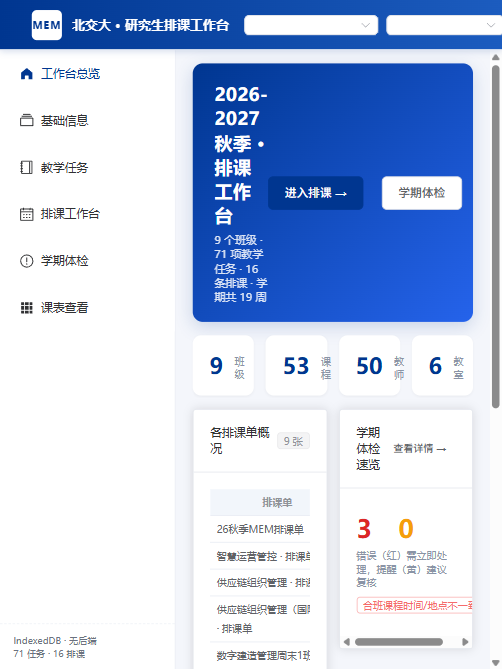 MEM 北交大 • 研究生排课工作台
工作台总览
基础信息
教学任务
排课工作台
学期体检
课表查看
IndexedDB · 无后端
71 任务 · 16 排课
2026-
2027
秋季 •
排课
工作
台
9 个班级 ·
71 项教学
任务 · 16
条排课 · 学
期共 19 周
进入排课 →
学期体检
9 班
级
53 课
程
50 教
师
6 教
室
各排课单概
况
9 张
排课单
26秋季MEM排课单
智慧运营管控 · 排课单
供应链组织管理 · 排课
供应链组织管理（国际
· 排课单
数字建造管理周末1班
学期
体检
速览
查看详情 →
3 0
错误（红）需立即处
理，提醒（黄）建议
复核
合班课程时间/地点不一致